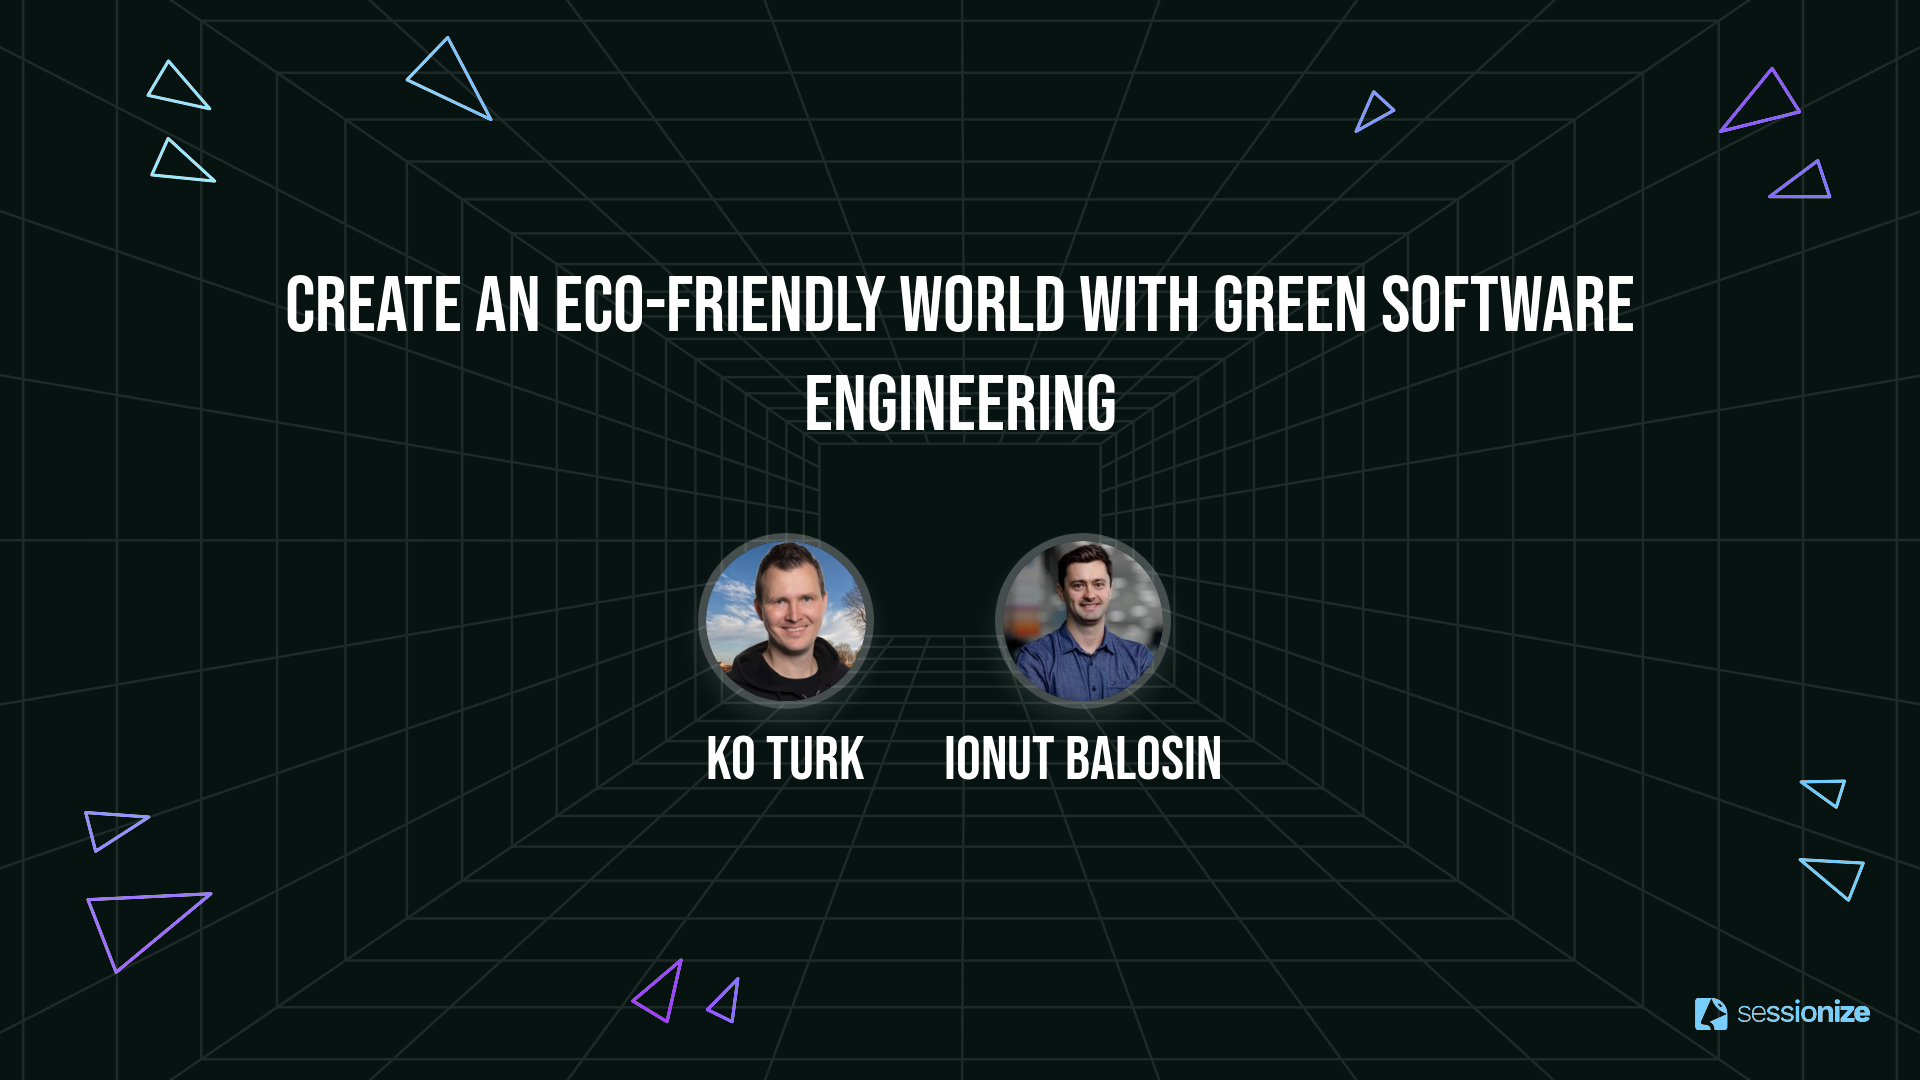 CREATE AN ECO-FRIENDLY WORLD WITH GREEN SOFTWARE
ENGINEERING
KO TURK
IONUT BALOSIN
sessionize